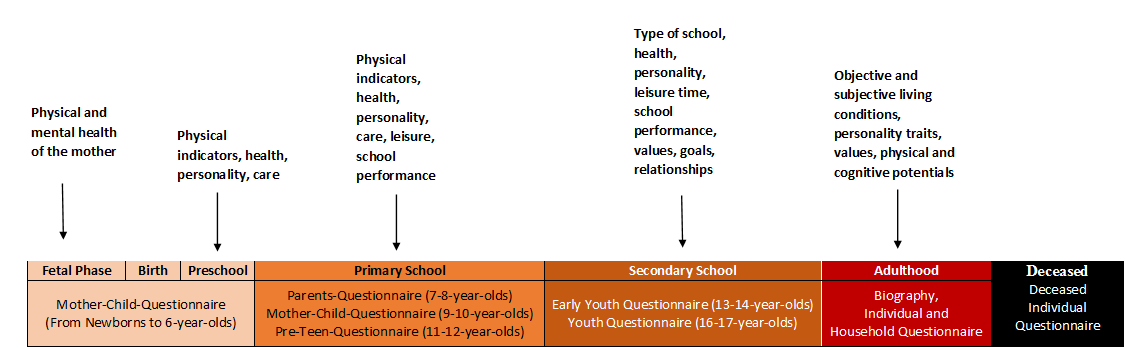 Physical and
mental health
of the mother
Physical
indicators, health,
personality, care
Physical
indicators,
health,
personality,
care, leisure,
school
performance
Type of school,
health,
personality,
leisure time,
school
performance,
values, goals,
relationships
Objective and
subjective living
conditions,
personality traits,
values, physical and
cognitive potentials
Fetal Phase
Birth
Preschool
Primary School
Secondary School
Adulthood
Deceased
Mother-Child-Questionnaire
(From Newborns to 6-year-olds)
Parents-Questionnaire (7-8-year-olds)
Mother-Child-Questionnaire (9-10-year-olds)
Pre-Teen-Questionnaire (11-12-year-olds)
Early Youth Questionnaire (13-14-year-olds)
Youth Questionnaire (16-17-year-olds)
Biography,
Individual and
Household Questionnaire
Deceased
Individual
Questionnaire